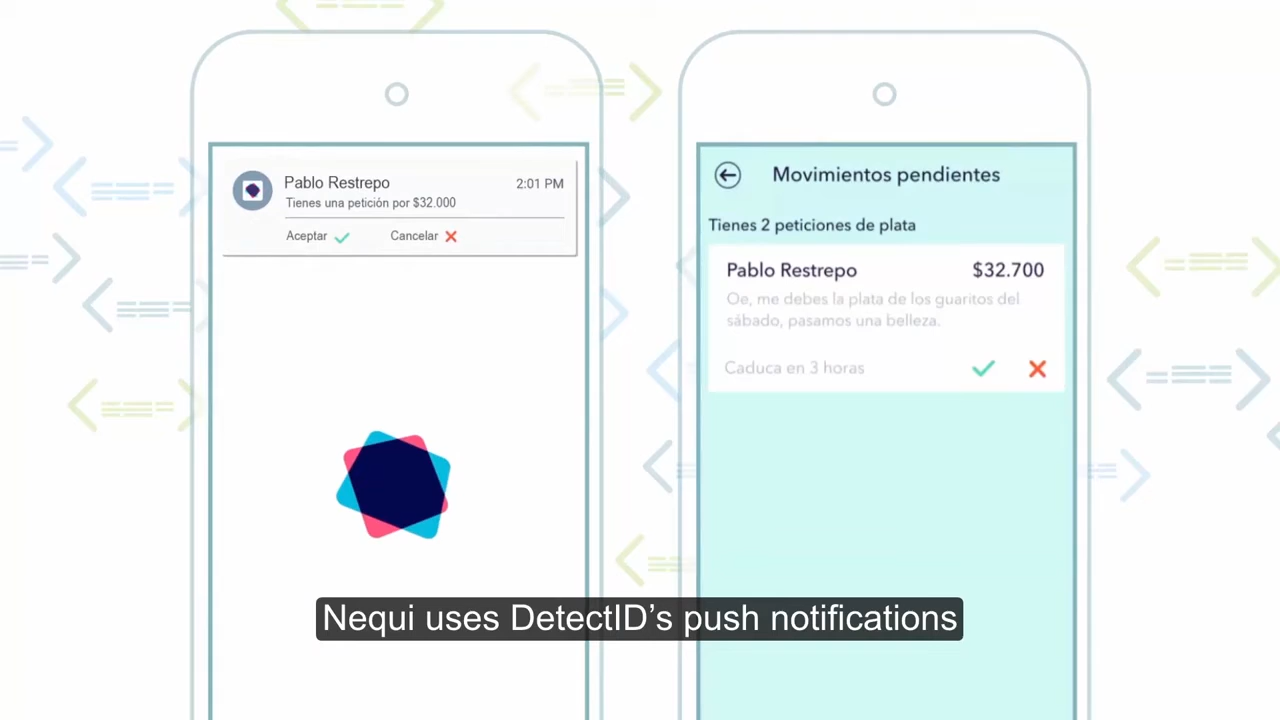 Pablo Restrepo
2:01 PM
Tienes una petición por $32.000
Aceptar
Cancelar
Movimientos pendientes
Tienes 2 peticiones de plata
Pablo Restrepo
$32.700
Oe, me debes la plata de los guaritos del
sábado, pasamos una belleza.
Caduca en 3 horas
Nequi uses DetectID’s push notifications